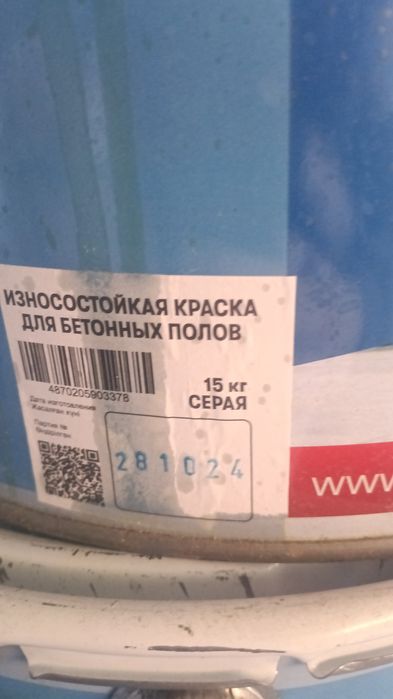 ИЗНОСОСТОЙКАЯ КРАСКА
ДЛЯ БЕТОННЫХ ПОЛОВ
4870205903378
15 кг
СЕРАЯ
Дата изготовления
Жасалған күні
Партия №
281024
www.